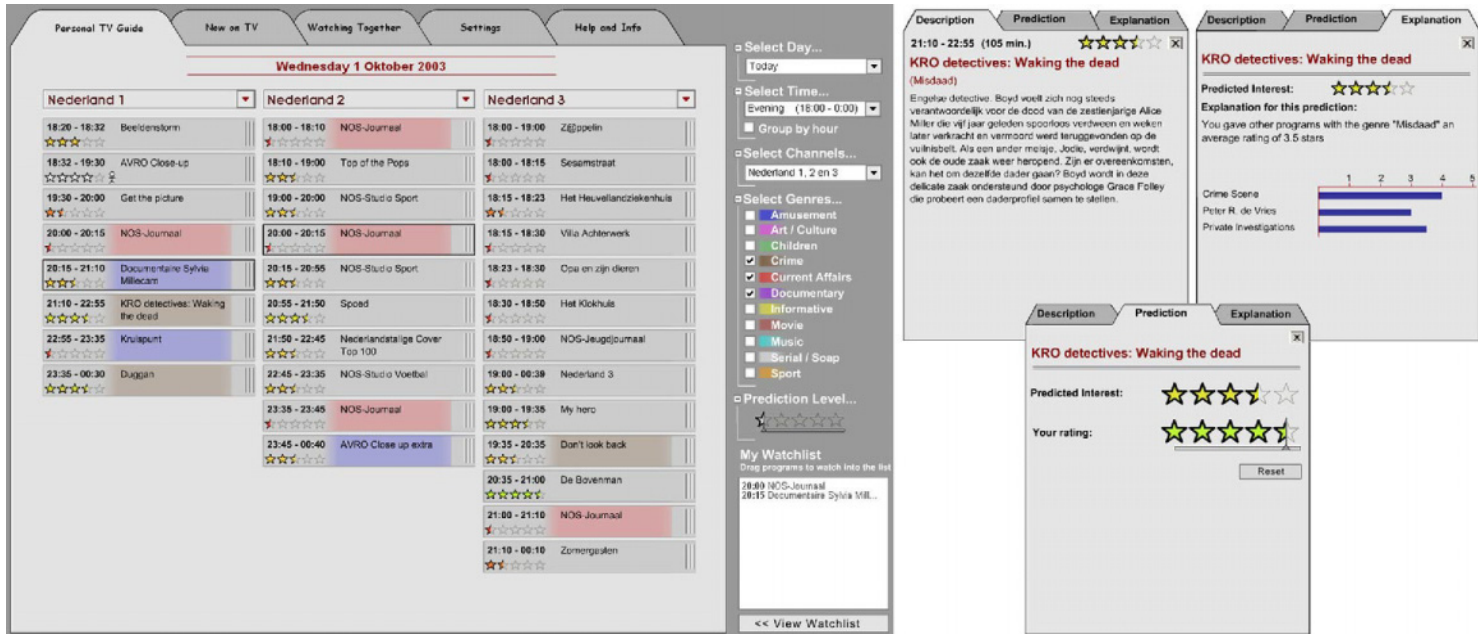 Personal TV Guide
Now on TV
Watching Together
Settings
Help and Info
Wednesday 1 Oktober 2003
Nederland 1
18:20 - 18:32 Beeldenstorm
18:32 - 19:30 AVRO Close-up
19:30 - 20:00 Get the picture
20:00 - 20:15 NOS-Journaal
20:15 - 21:10 Documentaire Sylvia
Millecam
21:10 - 22:55 KRO detectives: Waking
the dead
22:55 - 23:35 Kruispunt
23:35 - 00:30 Duggan
Nederland 2
18:00 - 18:10 NOS-Journaal
18:10 - 19:00 Top of the Pops
19:00 - 20:00 NOS-Studio Sport
20:00 - 20:15 NOS-Journaal
20:15 - 20:55 NOS-Studio Sport
20:55 - 21:50 Spoed
21:50 - 22:45 Nederlandstalige Cover
Top 100
22:45 - 23:35 NOS-Studio Voetbal
23:35 - 23:45 NOS-Journaal
23:45 - 00:40 AVRO Close up extra
Nederland 3
18:00 - 19:00 Z@ppelin
18:00 - 18:15 Sesamstraat
18:15 - 18:23 Het Heuvellandziekenhuis
18:15 - 18:30 Villa Achterwerk
18:23 - 18:30 Opa en zijn dieren
18:30 - 18:50 Het Klokhuis
18:50 - 19:00 NOS-Jeugdjournaal
19:00 - 00:39 Nederland 3
19:00 - 19:35 My hero
19:35 - 20:35 Don't look back
20:35 - 21:00 De Bovenman
21:00 - 21:10 NOS-Journaal
21:10 - 00:10 Zomergasten
Select Day...
Today
Select Time...
Evening (18:00 - 0:00)
Group by hour
Select Channels...
Nederland 1, 2 en 3
Select Genres...
Amusement
Art / Culture
Children
Crime
Current Affairs
Documentary
Informative
Movie
Music
Serial / Soap
Sport
Prediction Level...
My Watchlist
Drag programs to watch into the list
20:00 NOS-Journaal
20:15 Documentaire Sylvia Mill...
<< View Watchlist
Description
Prediction
Explanation
21:10 - 22:55 (105 min.)
KRO detectives: Waking the dead
(Misdaad)
Engelse detective. Boyd voelt zich nog steeds
verantwoordelijk voor de dood van de zestienjarige Alice
Miller die vijf jaar geleden spoorloos verdween en weken
later verkracht en vermoord werd teruggevonden op de
vuilnisbelt. Als een ander meisje, Jodie, verdwijnt, wordt
ook de oude zaak weer heropend. Zijn er overeenkomsten,
kan het om dezelfde dader gaan? Boyd wordt in deze
delicate zaak ondersteund door psychologe Grace Folley
die probeert een daderprofiel samen te stellen.
Description
Prediction
Explanation
KRO detectives: Waking the dead
Predicted Interest:
Explanation for this prediction:
You gave other programs with the genre "Misdaad" an
average rating of 3.5 stars
1 2 3 4 5
Crime Scene
Peter R. de Vries
Private Investigations
Description
Prediction
Explanation
KRO detectives: Waking the dead
Predicted Interest:
Your rating:
Reset